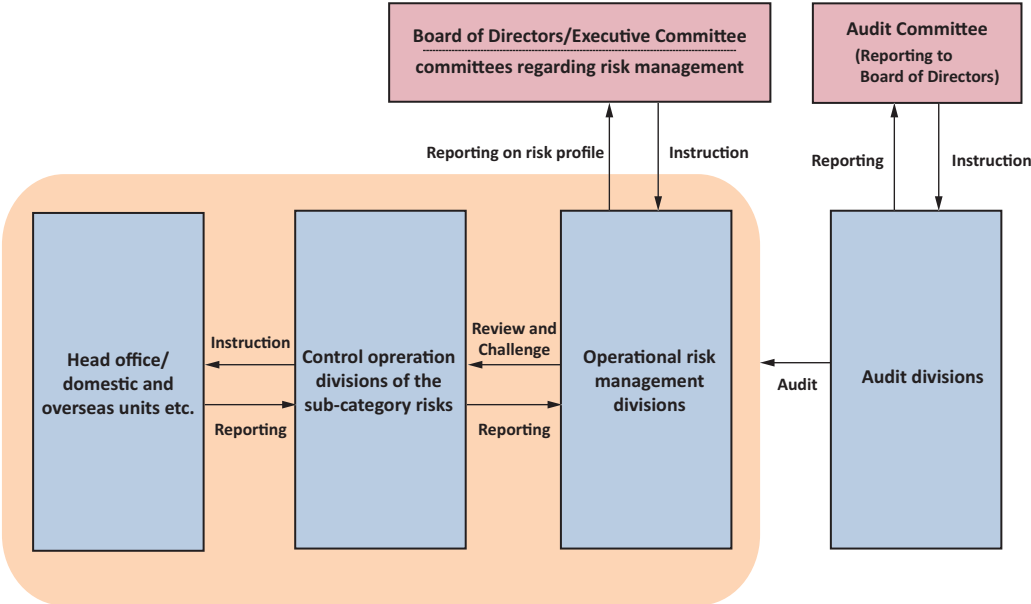 Board of Directors/Executive Committee
committees regarding risk management
Audit Committee
(Reporting to
Board of Directors)
Reporting on risk profile
Instruction
Reporting
Instruction
Head office/
domestic and
overseas units etc.
Instruction
Reporting
Control opreration
divisions of the
sub-category risks
Review and
Challenge
Reporting
Operational risk
management
divisions
Audit
Audit divisions